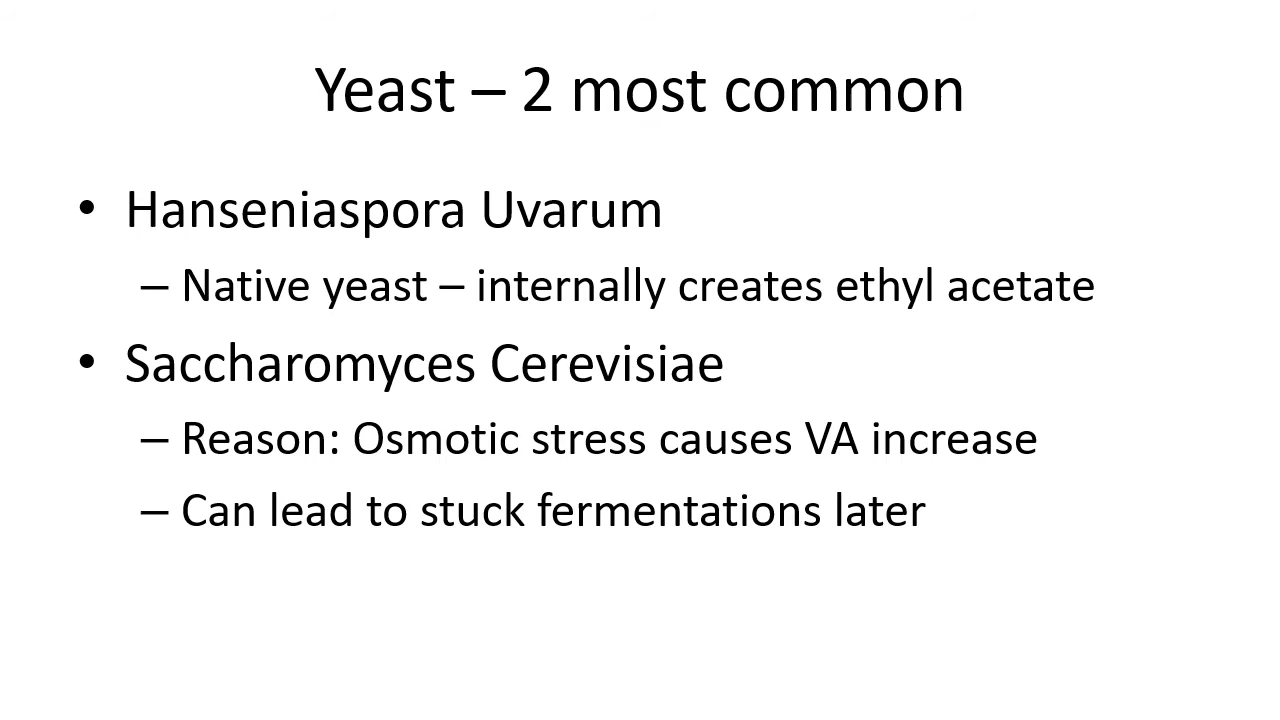 Yeast – 2 most common
• Hanseniaspora Uvarum
– Native yeast – internally creates ethyl acetate
• Saccharomyces Cerevisiae
– Reason: Osmotic stress causes VA increase
– Can lead to stuck fermentations later